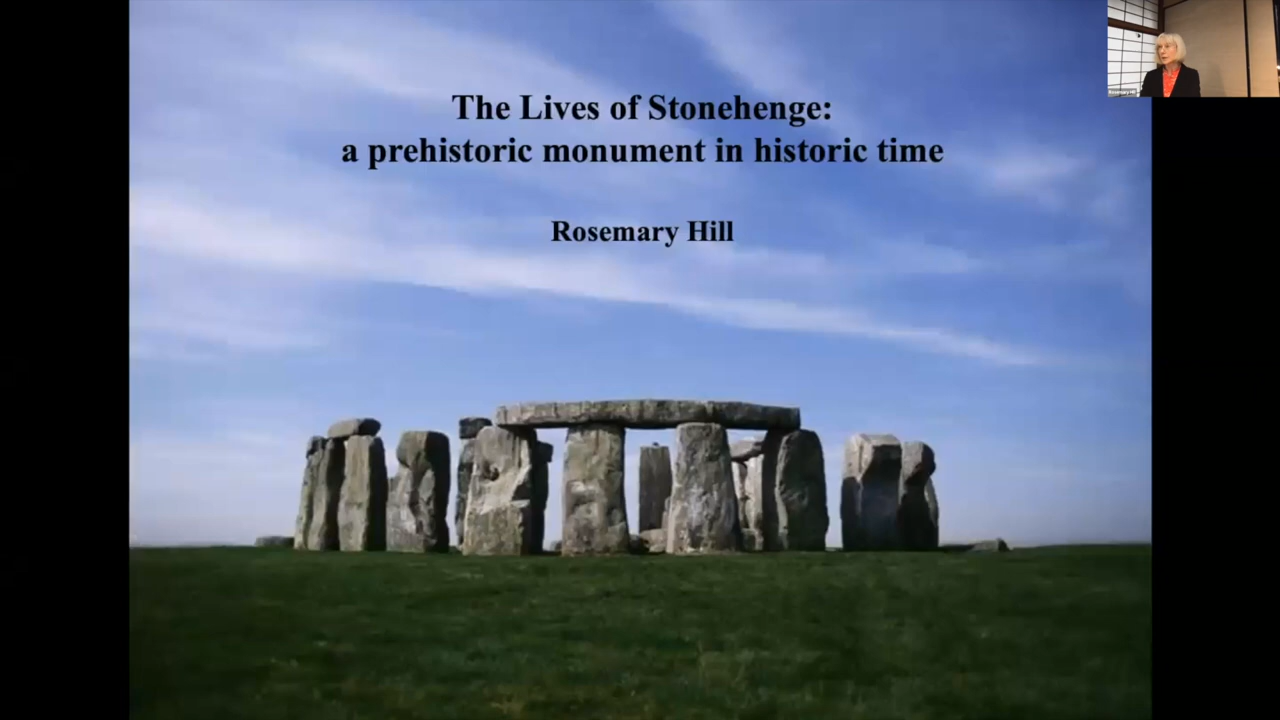 The Lives of Stonehenge:
a prehistoric monument in historic time
Rosemary Hill